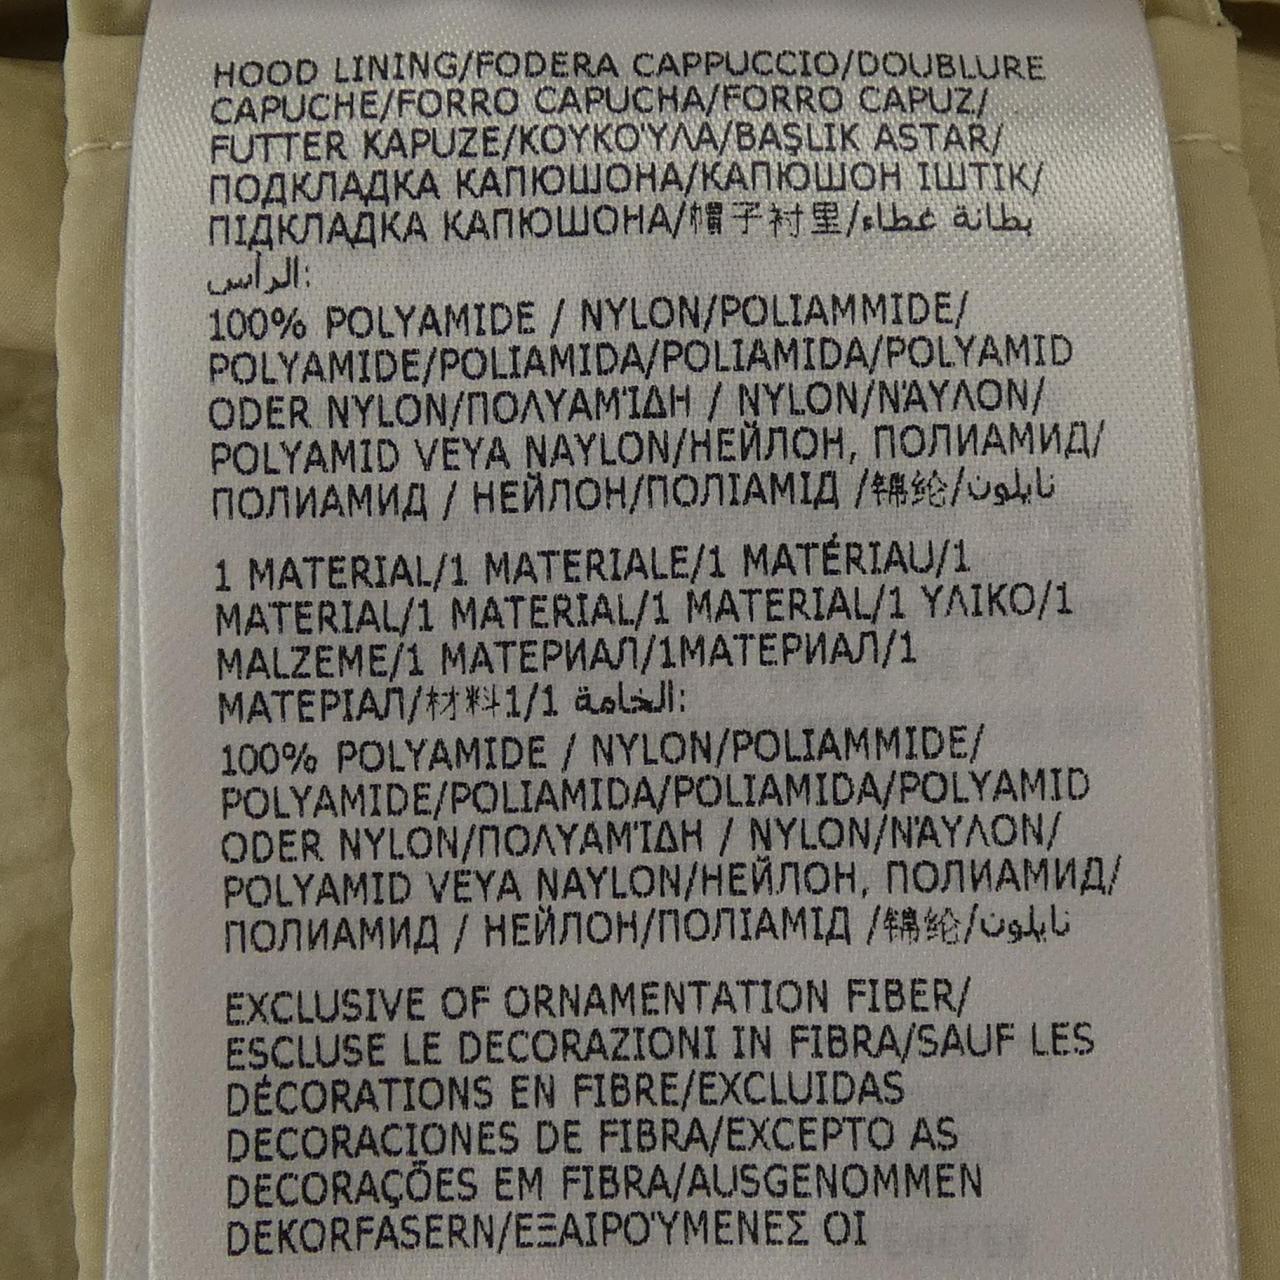 HOOD LINING/FODERA CAPPUCCIO/DOUBLURE
CAPUCHE/FORRO CAPUCHA/FORRO CAPUZ/
FUTTER KAPUZE/ΚΟΥΚΟΎΛΑ/BAŞLIK ASTAR/
ПОДКЛАДКА КАПЮШОНА/КАПЮШОН ІШТІК/
ПІДКЛАДКА КАПЮШОНА/帽子衬里/بطانة غطاء
الرأس:
100% POLYAMIDE / NYLON/POLIAMMIDE/
POLYAMIDE/POLIAMIDA/POLIAMIDA/POLYAMID
ODER NYLON/ΠΟΛΥΑΜΊΔΗ / NYLON/ΝΆΥΛΟΝ/
POLYAMID VEYA NAYLON/НЕЙЛОН, ПОЛИАМИД/
ПОЛИАМИД / НЕЙЛОН/ПОЛІАМІД /锦纶/نايلون
1 MATERIAL/1 MATERIALE/1 MATÉRIAU/1
MATERIAL/1 MATERIAL/1 MATERIAL/1 ΥΛΙΚΟ/1
MALZEME/1 МАТЕРИАЛ/1МАТЕРИАЛ/1
МАТЕРІАЛ/材料1/1 الخامة:
100% POLYAMIDE / NYLON/POLIAMMIDE/
POLYAMIDE/POLIAMIDA/POLIAMIDA/POLYAMID
ODER NYLON/ΠΟΛΥΑΜΊΔΗ / NYLON/ΝΆΥΛΟΝ/
POLYAMID VEYA NAYLON/НЕЙЛОН, ПОЛИАМИД/
ПОЛИАМИД / НЕЙЛОН/ПОЛІАМІД /锦纶/نايلون
EXCLUSIVE OF ORNAMENTATION FIBER/
ESCLUSE LE DECORAZIONI IN FIBRA/SAUF LES
DÉCORATIONS EN FIBRE/EXCLUIDAS
DECORACIONES DE FIBRA/EXCEPTO AS
DECORAÇÕES EM FIBRA/AUSGENOMMEN
DEKORFASERN/ΕΞΑΙΡΟΎΜΕΝΕΣ ΟΙ